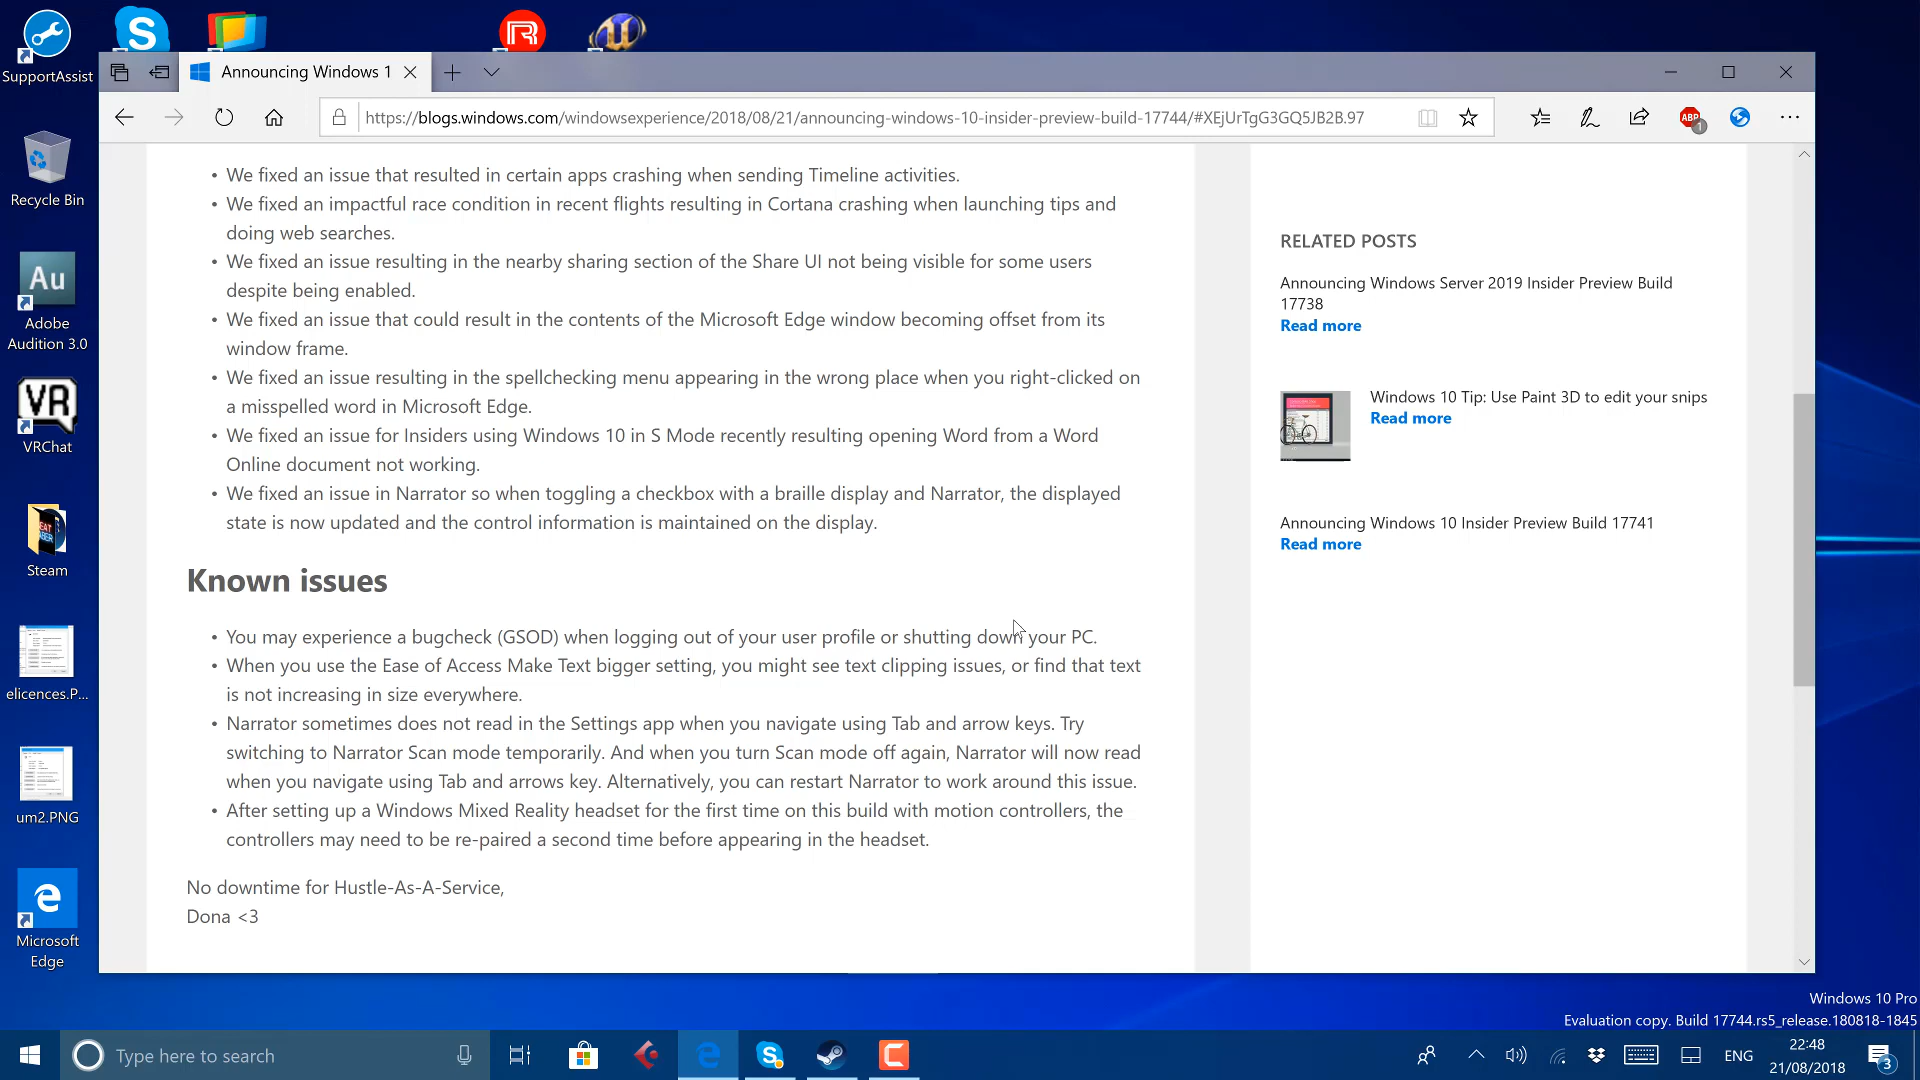 SupportAssist
Recycle Bin
Au
Adobe
Audition 3.0
VR
VRChat
Steam
elicences.P...
um2.PNG
Microsoft
Edge
Announcing Windows 1
https://blogs.windows.com/windowsexperience/2018/08/21/announcing-windows-10-insider-preview-build-17744/#XEjUrTgG3GQ5JB2B.97
ABP
1
• We fixed an issue that resulted in certain apps crashing when sending Timeline activities.
• We fixed an impactful race condition in recent flights resulting in Cortana crashing when launching tips and
doing web searches.
• We fixed an issue resulting in the nearby sharing section of the Share UI not being visible for some users
despite being enabled.
• We fixed an issue that could result in the contents of the Microsoft Edge window becoming offset from its
window frame.
• We fixed an issue resulting in the spellchecking menu appearing in the wrong place when you right-clicked on
a misspelled word in Microsoft Edge.
• We fixed an issue for Insiders using Windows 10 in S Mode recently resulting opening Word from a Word
Online document not working.
• We fixed an issue in Narrator so when toggling a checkbox with a braille display and Narrator, the displayed
state is now updated and the control information is maintained on the display.
Known issues
• You may experience a bugcheck (GSOD) when logging out of your user profile or shutting down your PC.
• When you use the Ease of Access Make Text bigger setting, you might see text clipping issues, or find that text
is not increasing in size everywhere.
• Narrator sometimes does not read in the Settings app when you navigate using Tab and arrow keys. Try
switching to Narrator Scan mode temporarily. And when you turn Scan mode off again, Narrator will now read
when you navigate using Tab and arrows key. Alternatively, you can restart Narrator to work around this issue.
• After setting up a Windows Mixed Reality headset for the first time on this build with motion controllers, the
controllers may need to be re-paired a second time before appearing in the headset.
No downtime for Hustle-As-A-Service,
Dona <3
RELATED POSTS
Announcing Windows Server 2019 Insider Preview Build
17738
Read more
Windows 10 Tip: Use Paint 3D to edit your snips
Read more
Announcing Windows 10 Insider Preview Build 17741
Read more
Windows 10 Pro
Evaluation copy. Build 17744.rs5_release.180818-1845
Type here to search
ENG
22:48
21/08/2018
3